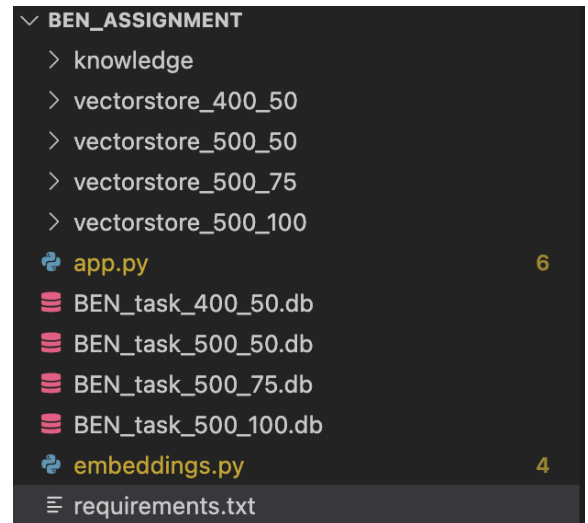 BEN_ASSIGNMENT
knowledge
vectorstore_400_50
vectorstore_500_50
vectorstore_500_75
vectorstore_500_100
app.py 6
BEN_task_400_50.db
BEN_task_500_50.db
BEN_task_500_75.db
BEN_task_500_100.db
embeddings.py 4
requirements.txt